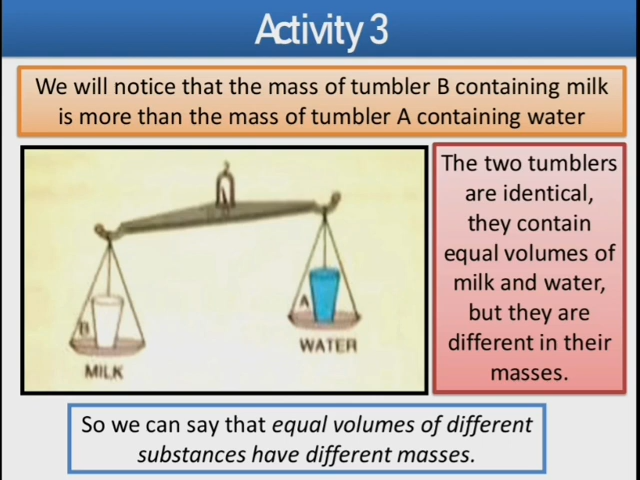 Activity 3
We will notice that the mass of tumbler B containing milk
is more than the mass of tumbler A containing water
The two tumblers
are identical,
they contain
equal volumes of
milk and water,
but they are
different in their
masses.
B
A
MILK
WATER
So we can say that equal volumes of different
substances have different masses.